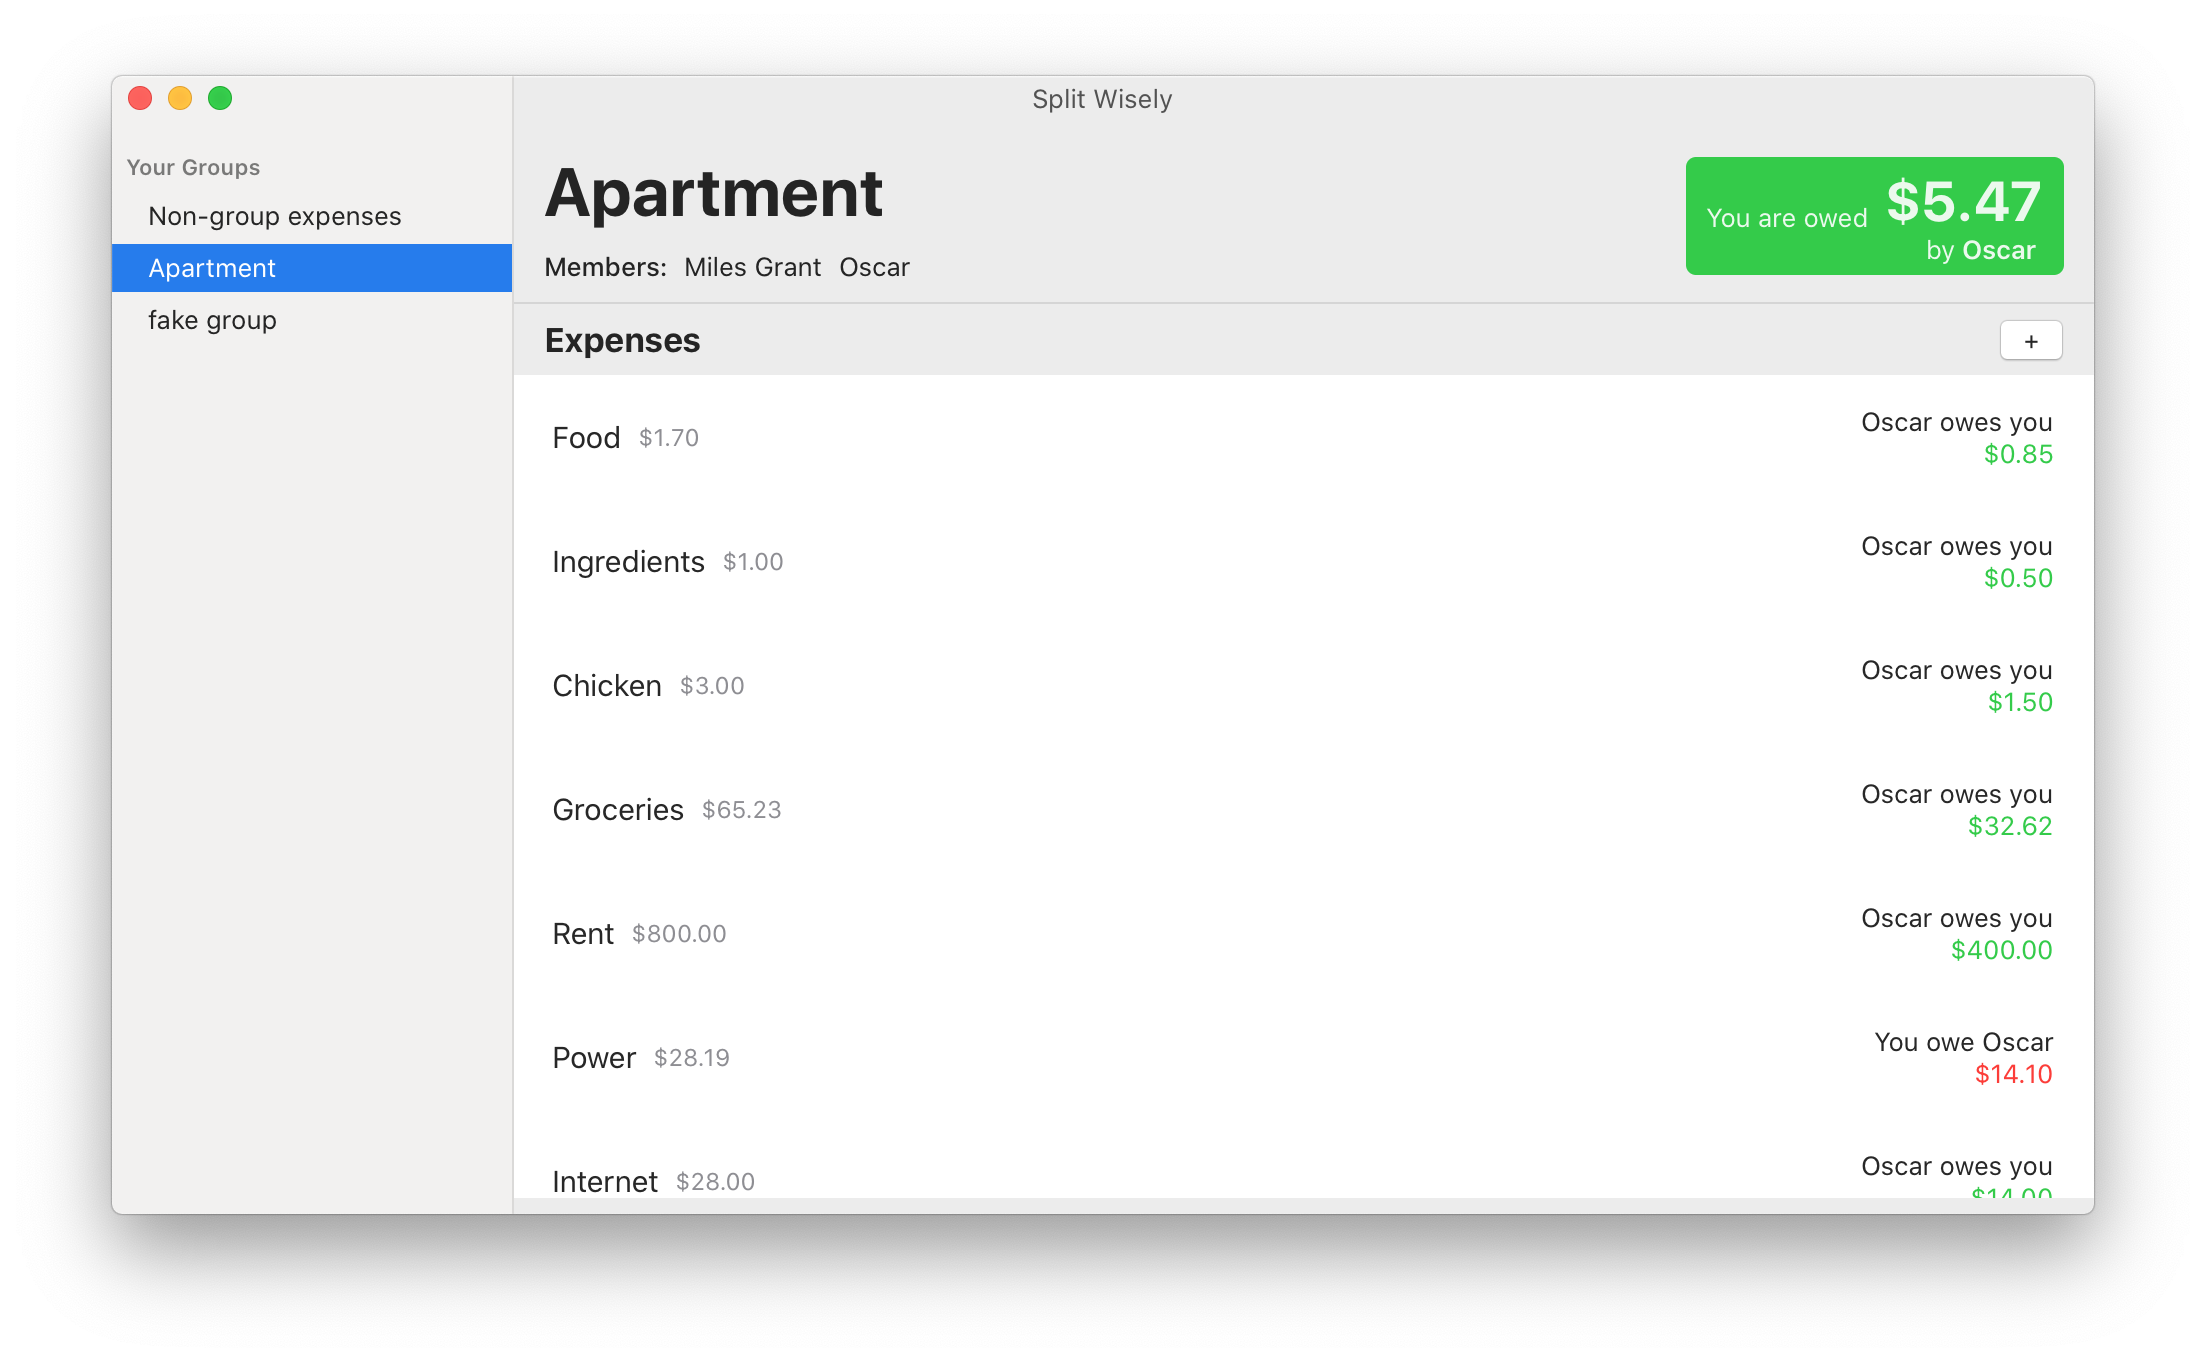 Split Wisely
Your Groups
Non-group expenses
Apartment
fake group
Apartment
Members: Miles Grant Oscar
You are owed $5.47
by Oscar
Expenses
+
Food $1.70
Oscar owes you
$0.85
Ingredients $1.00
Oscar owes you
$0.50
Chicken $3.00
Oscar owes you
$1.50
Groceries $65.23
Oscar owes you
$32.62
Rent $800.00
Oscar owes you
$400.00
Power $28.19
You owe Oscar
$14.10
Internet $28.00
Oscar owes you
$14.00